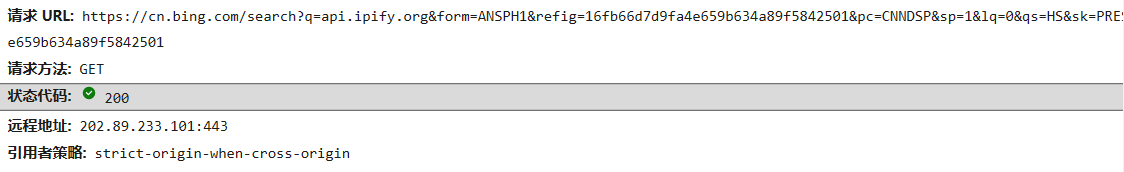 请求 URL: https://cn.bing.com/search?q=api.ipify.org&form=ANSPH1&refig=16fb66d7d9fa4e659b634a89f5842501&pc=CNNDSP&sp=1&lq=0&qs=HS&sk=PRES
e659b634a89f5842501
请求方法: GET
状态代码: 200
远程地址: 202.89.233.101:443
引用者策略: strict-origin-when-cross-origin